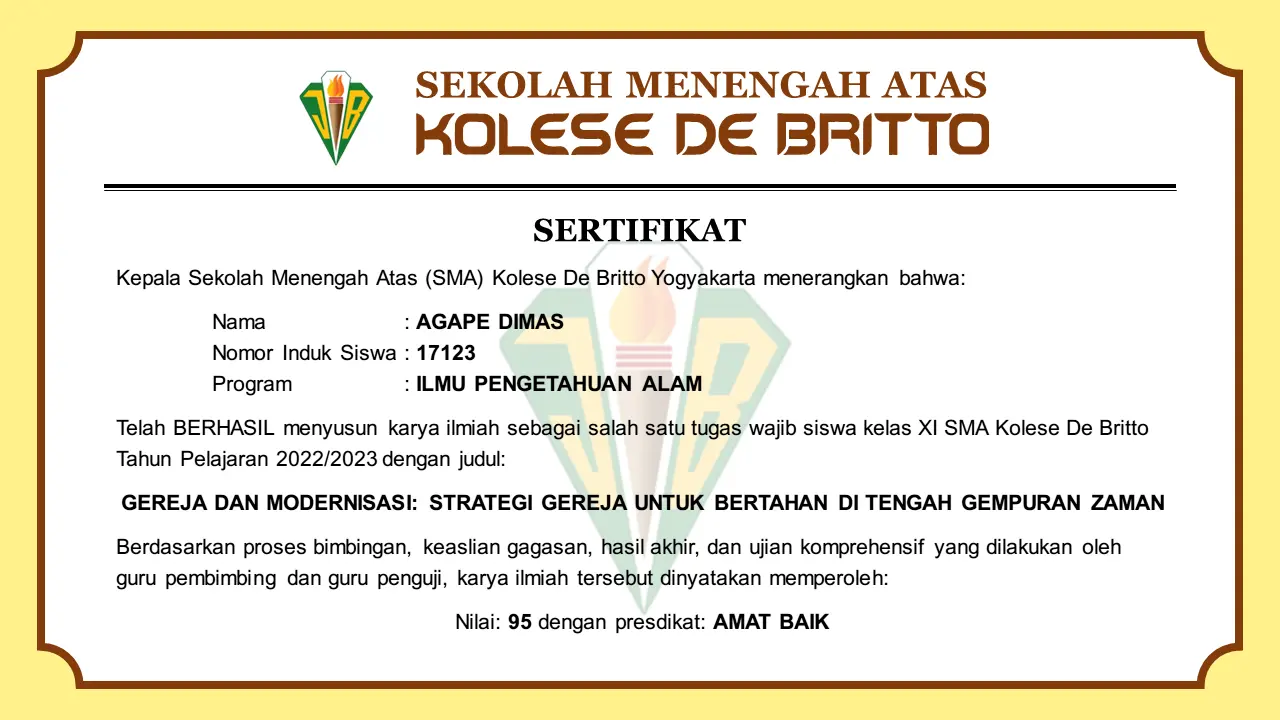 JB
SEKOLAH MENENGAH ATAS
KOLESE DE BRITTO
SERTIFIKAT
Kepala Sekolah Menengah Atas (SMA) Kolese De Britto Yogyakarta menerangkan bahwa:
Nama : AGAPE DIMAS
Nomor Induk Siswa : 17123
Program : ILMU PENGETAHUAN ALAM
Telah BERHASIL menyusun karya ilmiah sebagai salah satu tugas wajib siswa kelas XI SMA Kolese De Britto
Tahun Pelajaran 2022/2023 dengan judul:
GEREJA DAN MODERNISASI: STRATEGI GEREJA UNTUK BERTAHAN DI TENGAH GEMPURAN ZAMAN
Berdasarkan proses bimbingan, keaslian gagasan, hasil akhir, dan ujian komprehensif yang dilakukan oleh
guru pembimbing dan guru penguji, karya ilmiah tersebut dinyatakan memperoleh:
Nilai: 95 dengan presdikat: AMAT BAIK